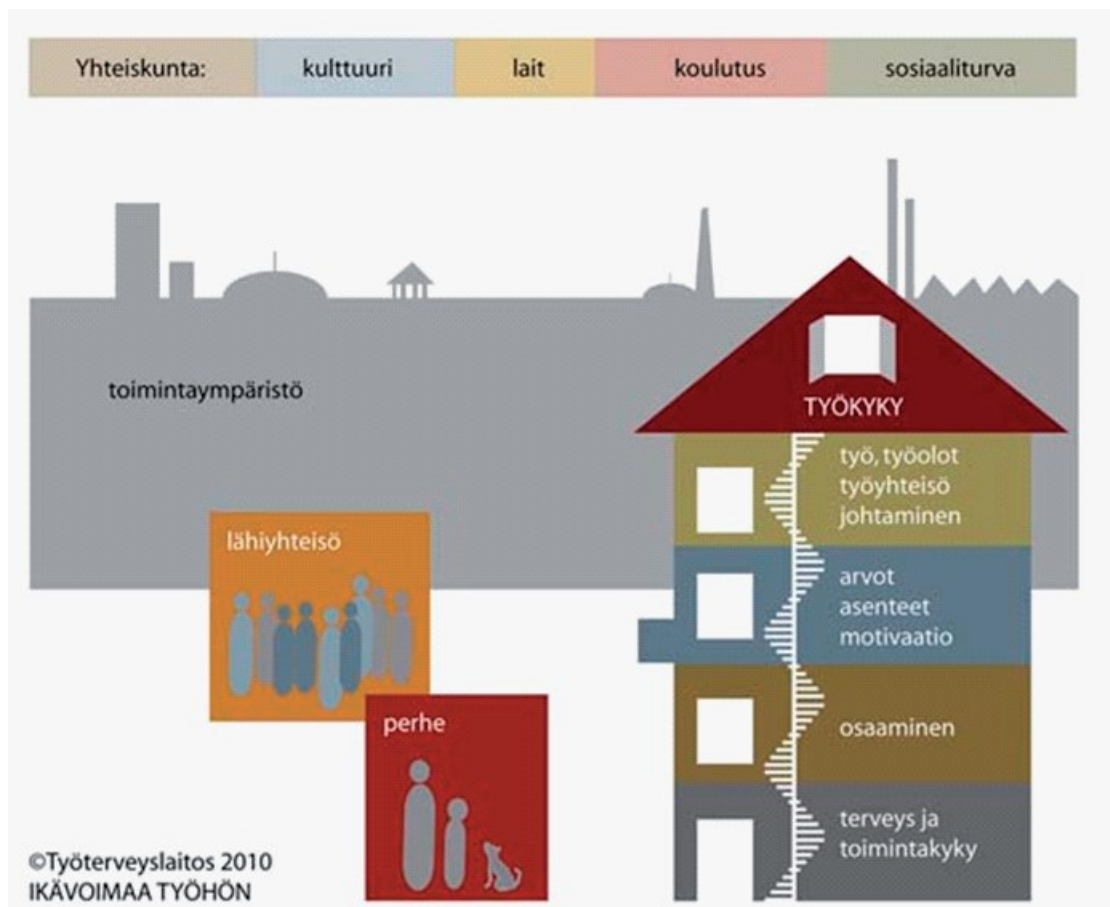 Yhteiskunta: kulttuuri lait koulutus sosiaaliturva
toimintaympäristö
TYÖKYKY
työ, työolot
työyhteisö
johtaminen
arvot
asenteet
motivaatio
osaaminen
terveys ja
toimintakyky
lähiyhteisö
perhe
©Työterveyslaitos 2010
IKÄVOIMAA TYÖHÖN